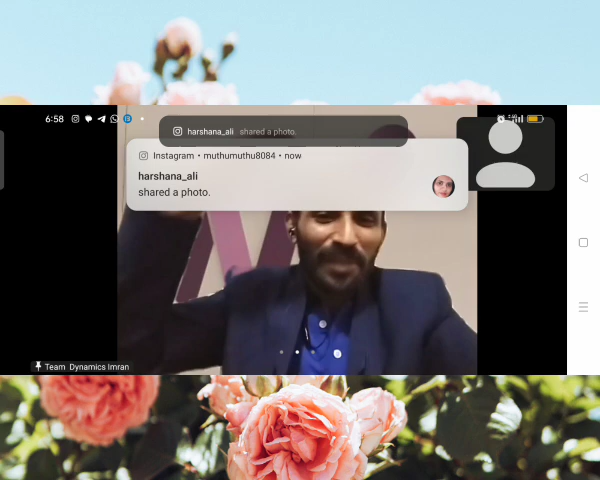 6:58
harshana_ali shared a photo.
Instagram • muthumuthu8084 • now
harshana_ali
shared a photo.
Team Dynamics Imran